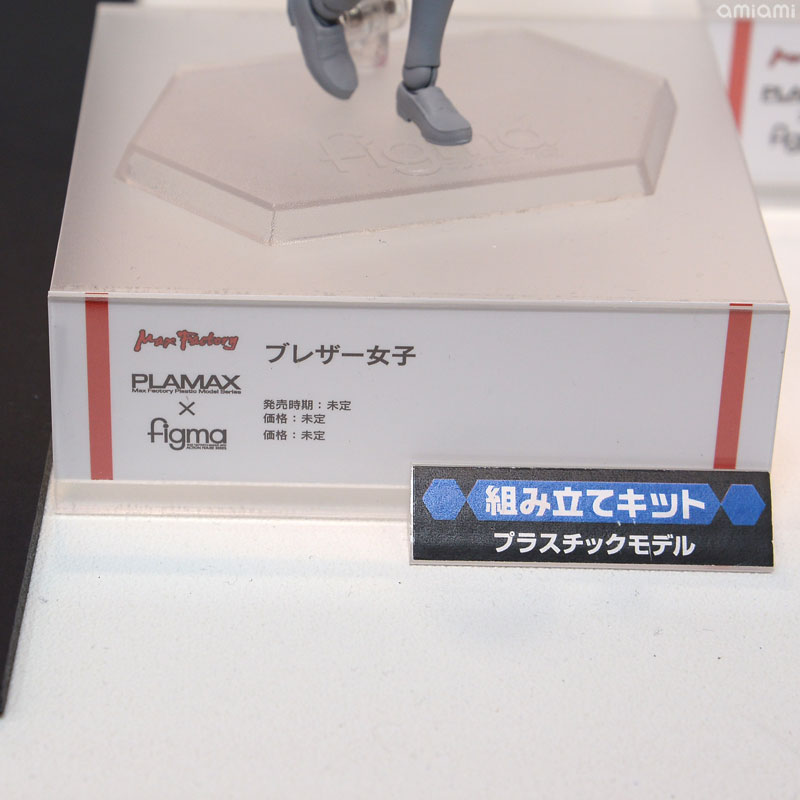 amiami
figma
Max Factory
PLAMAX
Max Factory Plastic Model Series
×
figma
ブレザー女子
発売時期：未定
価格：未定
価格：未定
組み立てキット
プラスチックモデル